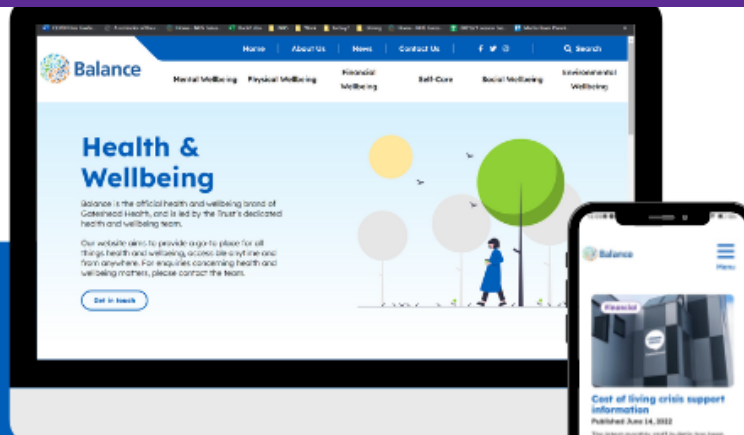 Home About Us News Contact Us Search
Balance
Mental Wellbeing Physical Wellbeing Financial Wellbeing Self-Care Social Wellbeing Environmental Wellbeing
Health &
Wellbeing
Balance is the official health and wellbeing brand of
Gateshead Health, and is led by the Trust's dedicated
health and wellbeing team.
Our website aims to provide a go-to place for all
things health and wellbeing, accessible anytime and
from anywhere. For enquiries concerning health and
wellbeing matters, please contact the team.
Get in touch
Balance
Menu
Financial
Cost of living crisis support
information
Published June 14, 2022